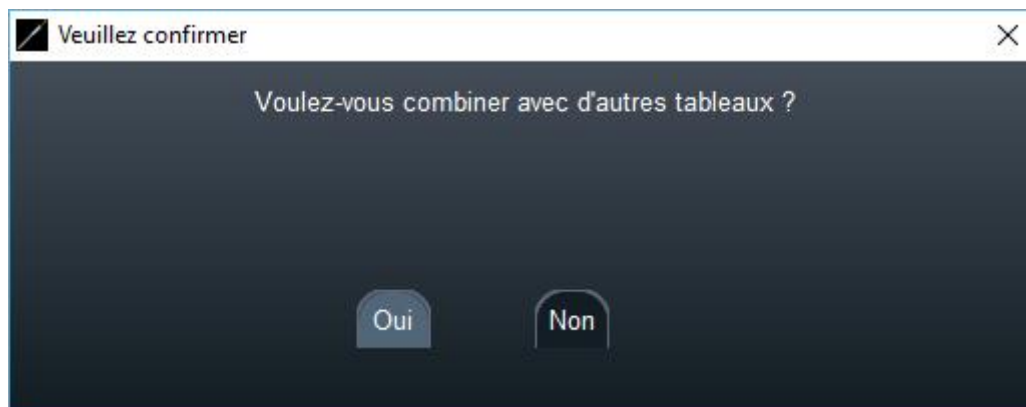 Veuillez confirmer
Voulez-vous combiner avec d'autres tableaux ?
Oui
Non